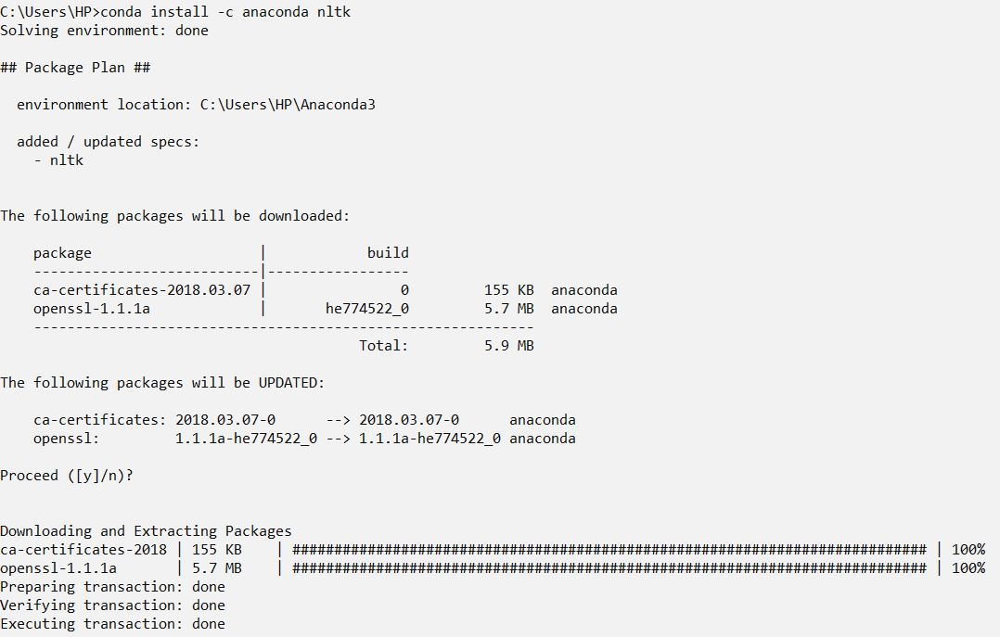 C:\Users\HP>conda install -c anaconda nltk
Solving environment: done
## Package Plan ##
environment location: C:\Users\HP\Anaconda3
added / updated specs:
- nltk
The following packages will be downloaded:
package | build
---------------------------|-----------------
ca-certificates-2018.03.07 | 0 155 KB anaconda
openssl-1.1.1a | he774522_0 5.7 MB anaconda
------------------------------------------------------------
Total: 5.9 MB
The following packages will be UPDATED:
ca-certificates: 2018.03.07-0 --> 2018.03.07-0 anaconda
openssl: 1.1.1a-he774522_0 --> 1.1.1a-he774522_0 anaconda
Proceed ([y]/n)?
Downloading and Extracting Packages
ca-certificates-2018 | 155 KB | ############################################################################ | 100%
openssl-1.1.1a | 5.7 MB | ############################################################################ | 100%
Preparing transaction: done
Verifying transaction: done
Executing transaction: done